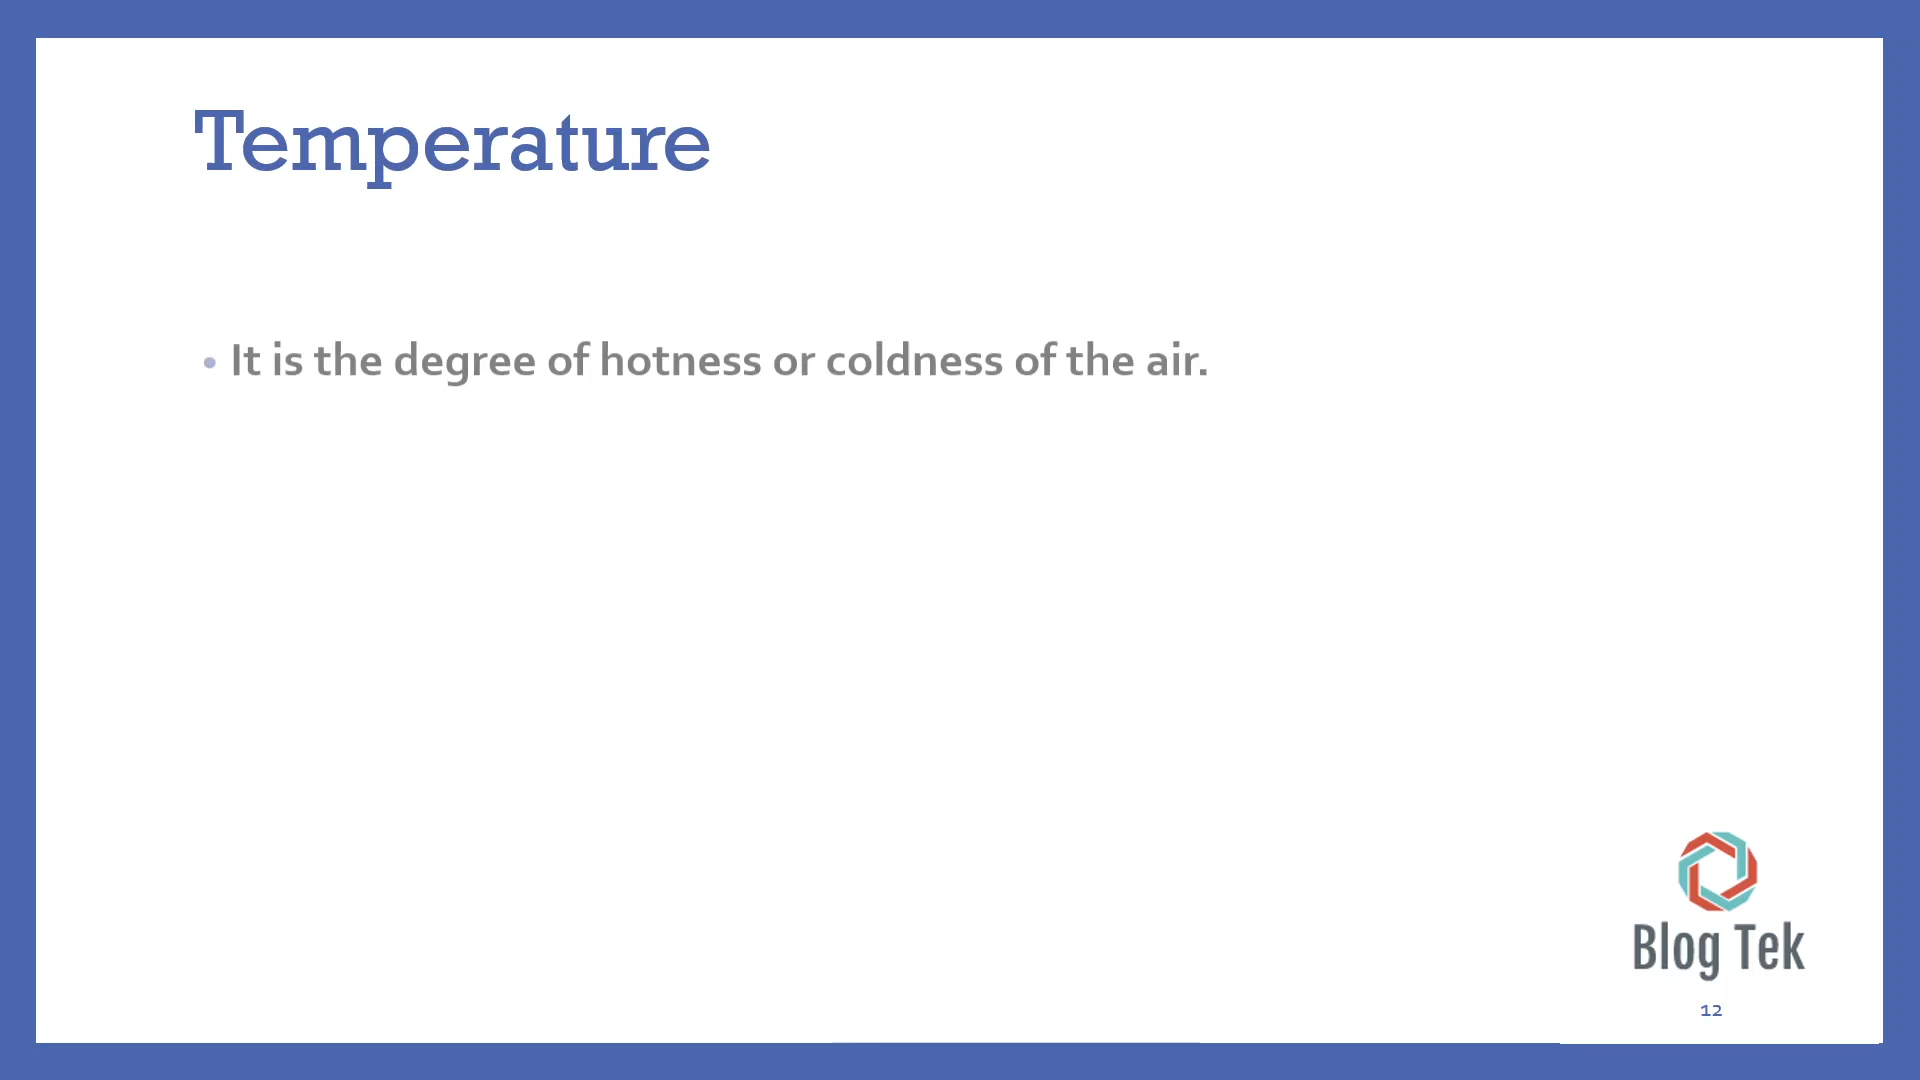 Temperature
• It is the degree of hotness or coldness of the air.
Blog Tek
12